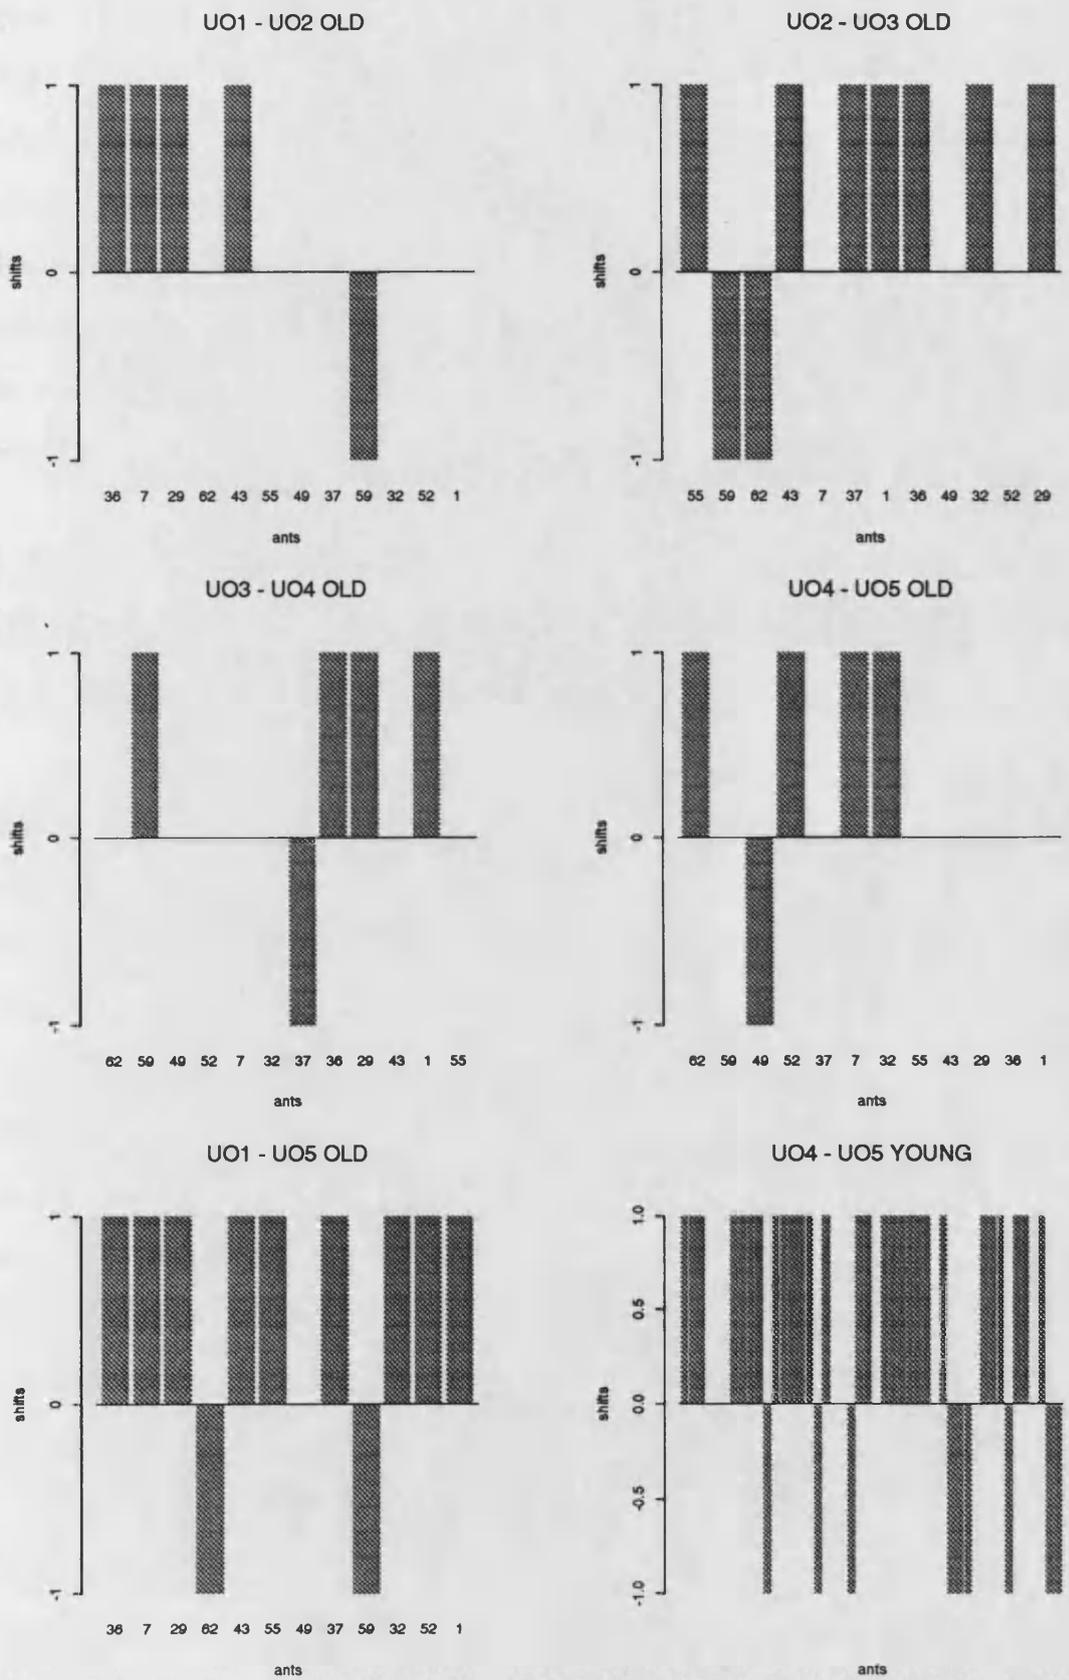 UO1 - UO2 OLD
shifts
1
0
-1
36 7 29 62 43 55 49 37 59 32 52 1
ants
UO2 - UO3 OLD
shifts
1
0
-1
55 59 62 43 7 37 1 36 49 32 52 29
ants
UO3 - UO4 OLD
shifts
1
0
-1
62 59 49 52 7 32 37 36 29 43 1 55
ants
UO4 - UO5 OLD
shifts
1
0
-1
62 59 49 52 37 7 32 55 43 29 36 1
ants
UO1 - UO5 OLD
shifts
1
0
-1
36 7 29 62 43 55 49 37 59 32 52 1
ants
UO4 - UO5 YOUNG
shifts
1.0
0.5
0.0
-0.5
-1.0
ants